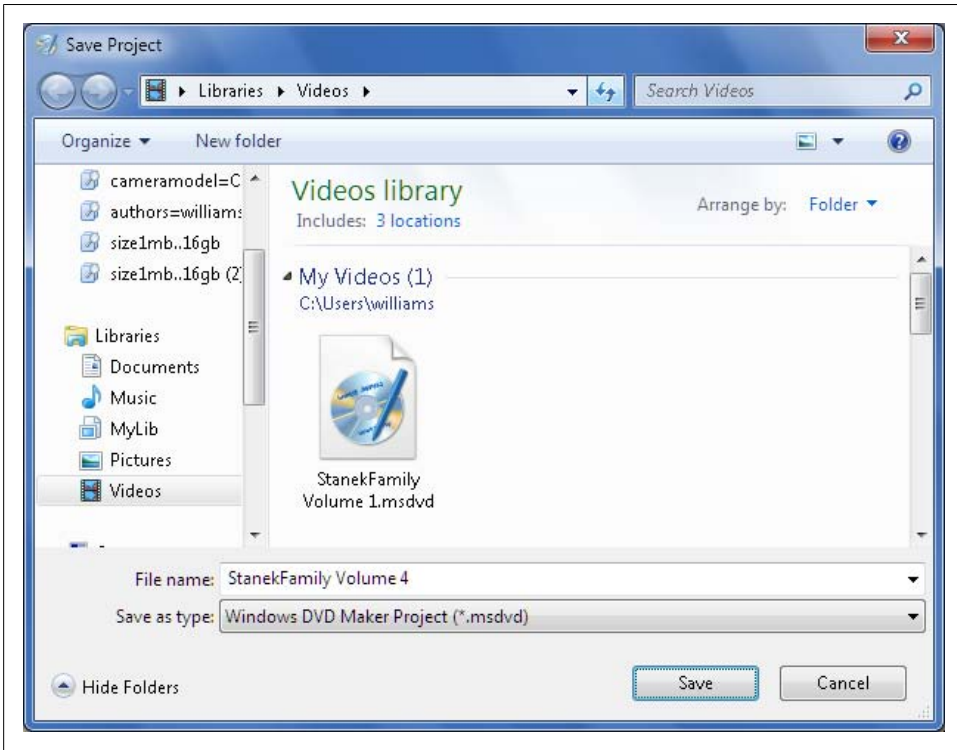 Save Project
Libraries Videos
Search Videos
Organize New folder
cameramodel=C
authors=williams
size1mb..16gb
size1mb..16gb (2)
Libraries
Documents
Music
MyLib
Pictures
Videos
Videos library
Includes: 3 locations
Arrange by: Folder
My Videos (1)
C:\Users\williams
StanekFamily
Volume 1.msdvd
File name: StanekFamily Volume 4
Save as type: Windows DVD Maker Project (*.msdvd)
Hide Folders
Save
Cancel